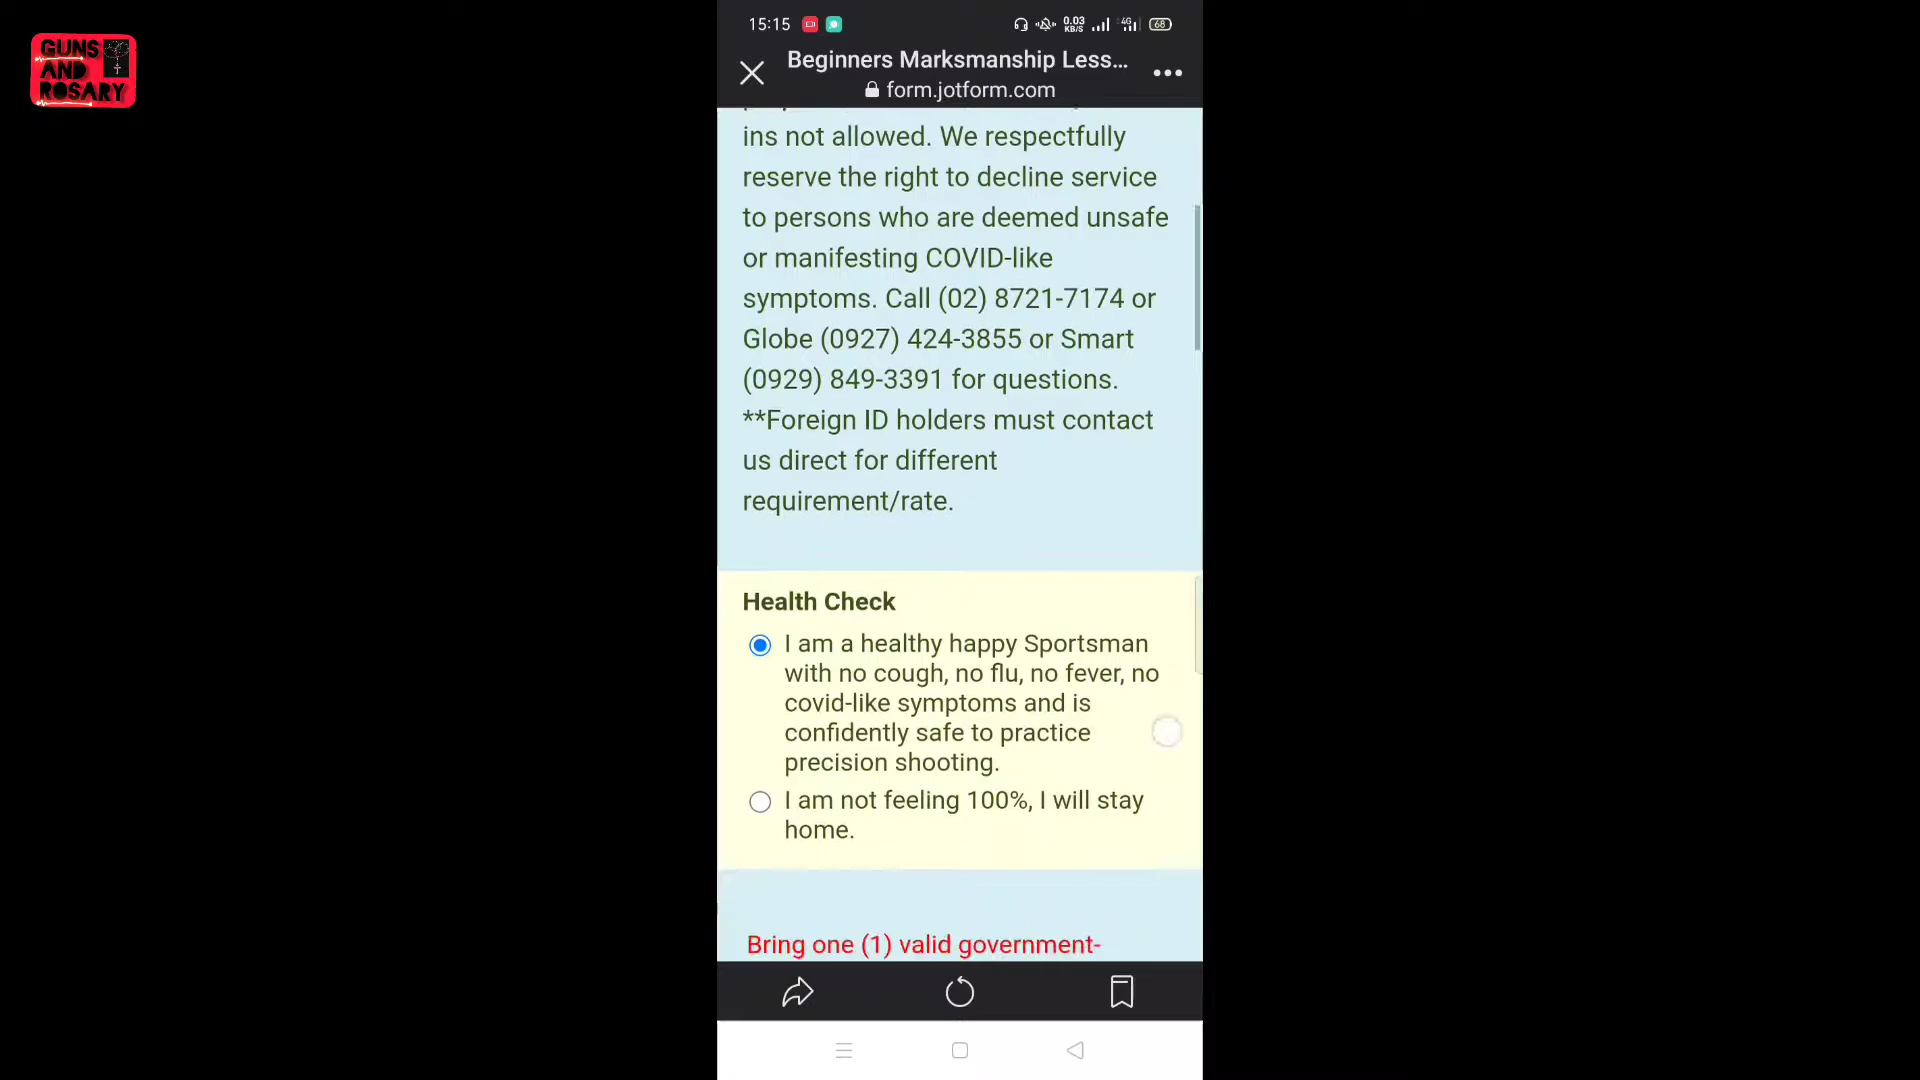 GUNS
AND
ROSARY
15:15
0.03
KB/S
4G
68
Beginners Marksmanship Less...
form.jotform.com
ins not allowed. We respectfully
reserve the right to decline service
to persons who are deemed unsafe
or manifesting COVID-like
symptoms. Call (02) 8721-7174 or
Globe (0927) 424-3855 or Smart
(0929) 849-3391 for questions.
**Foreign ID holders must contact
us direct for different
requirement/rate.
Health Check
I am a healthy happy Sportsman
with no cough, no flu, no fever, no
covid-like symptoms and is
confidently safe to practice
precision shooting.
I am not feeling 100%, I will stay
home.
Bring one (1) valid government-